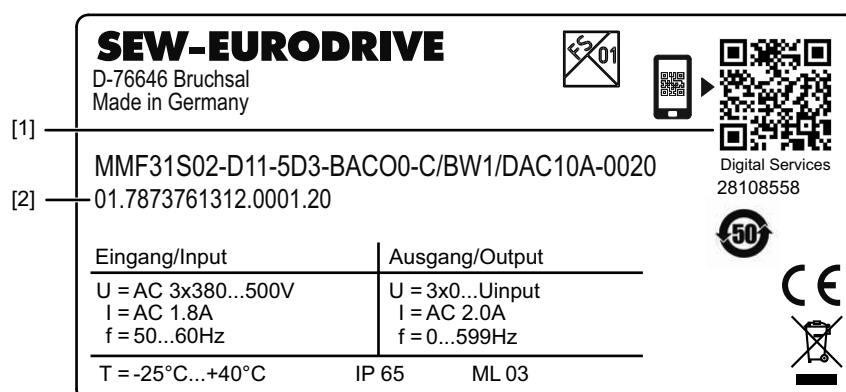 SEW-EURODRIVE
D-76646 Bruchsal
Made in Germany
FS 01
[1]
MMF31S02-D11-5D3-BACO0-C/BW1/DAC10A-0020
Digital Services
28108558
[2]
01.7873761312.0001.20
50
Eingang/Input
Ausgang/Output
U = AC 3x380...500V
U = 3x0...Uinput
I = AC 1.8A
I = AC 2.0A
f = 50...60Hz
f = 0...599Hz
CE
T = -25°C...+40°C IP 65 ML 03